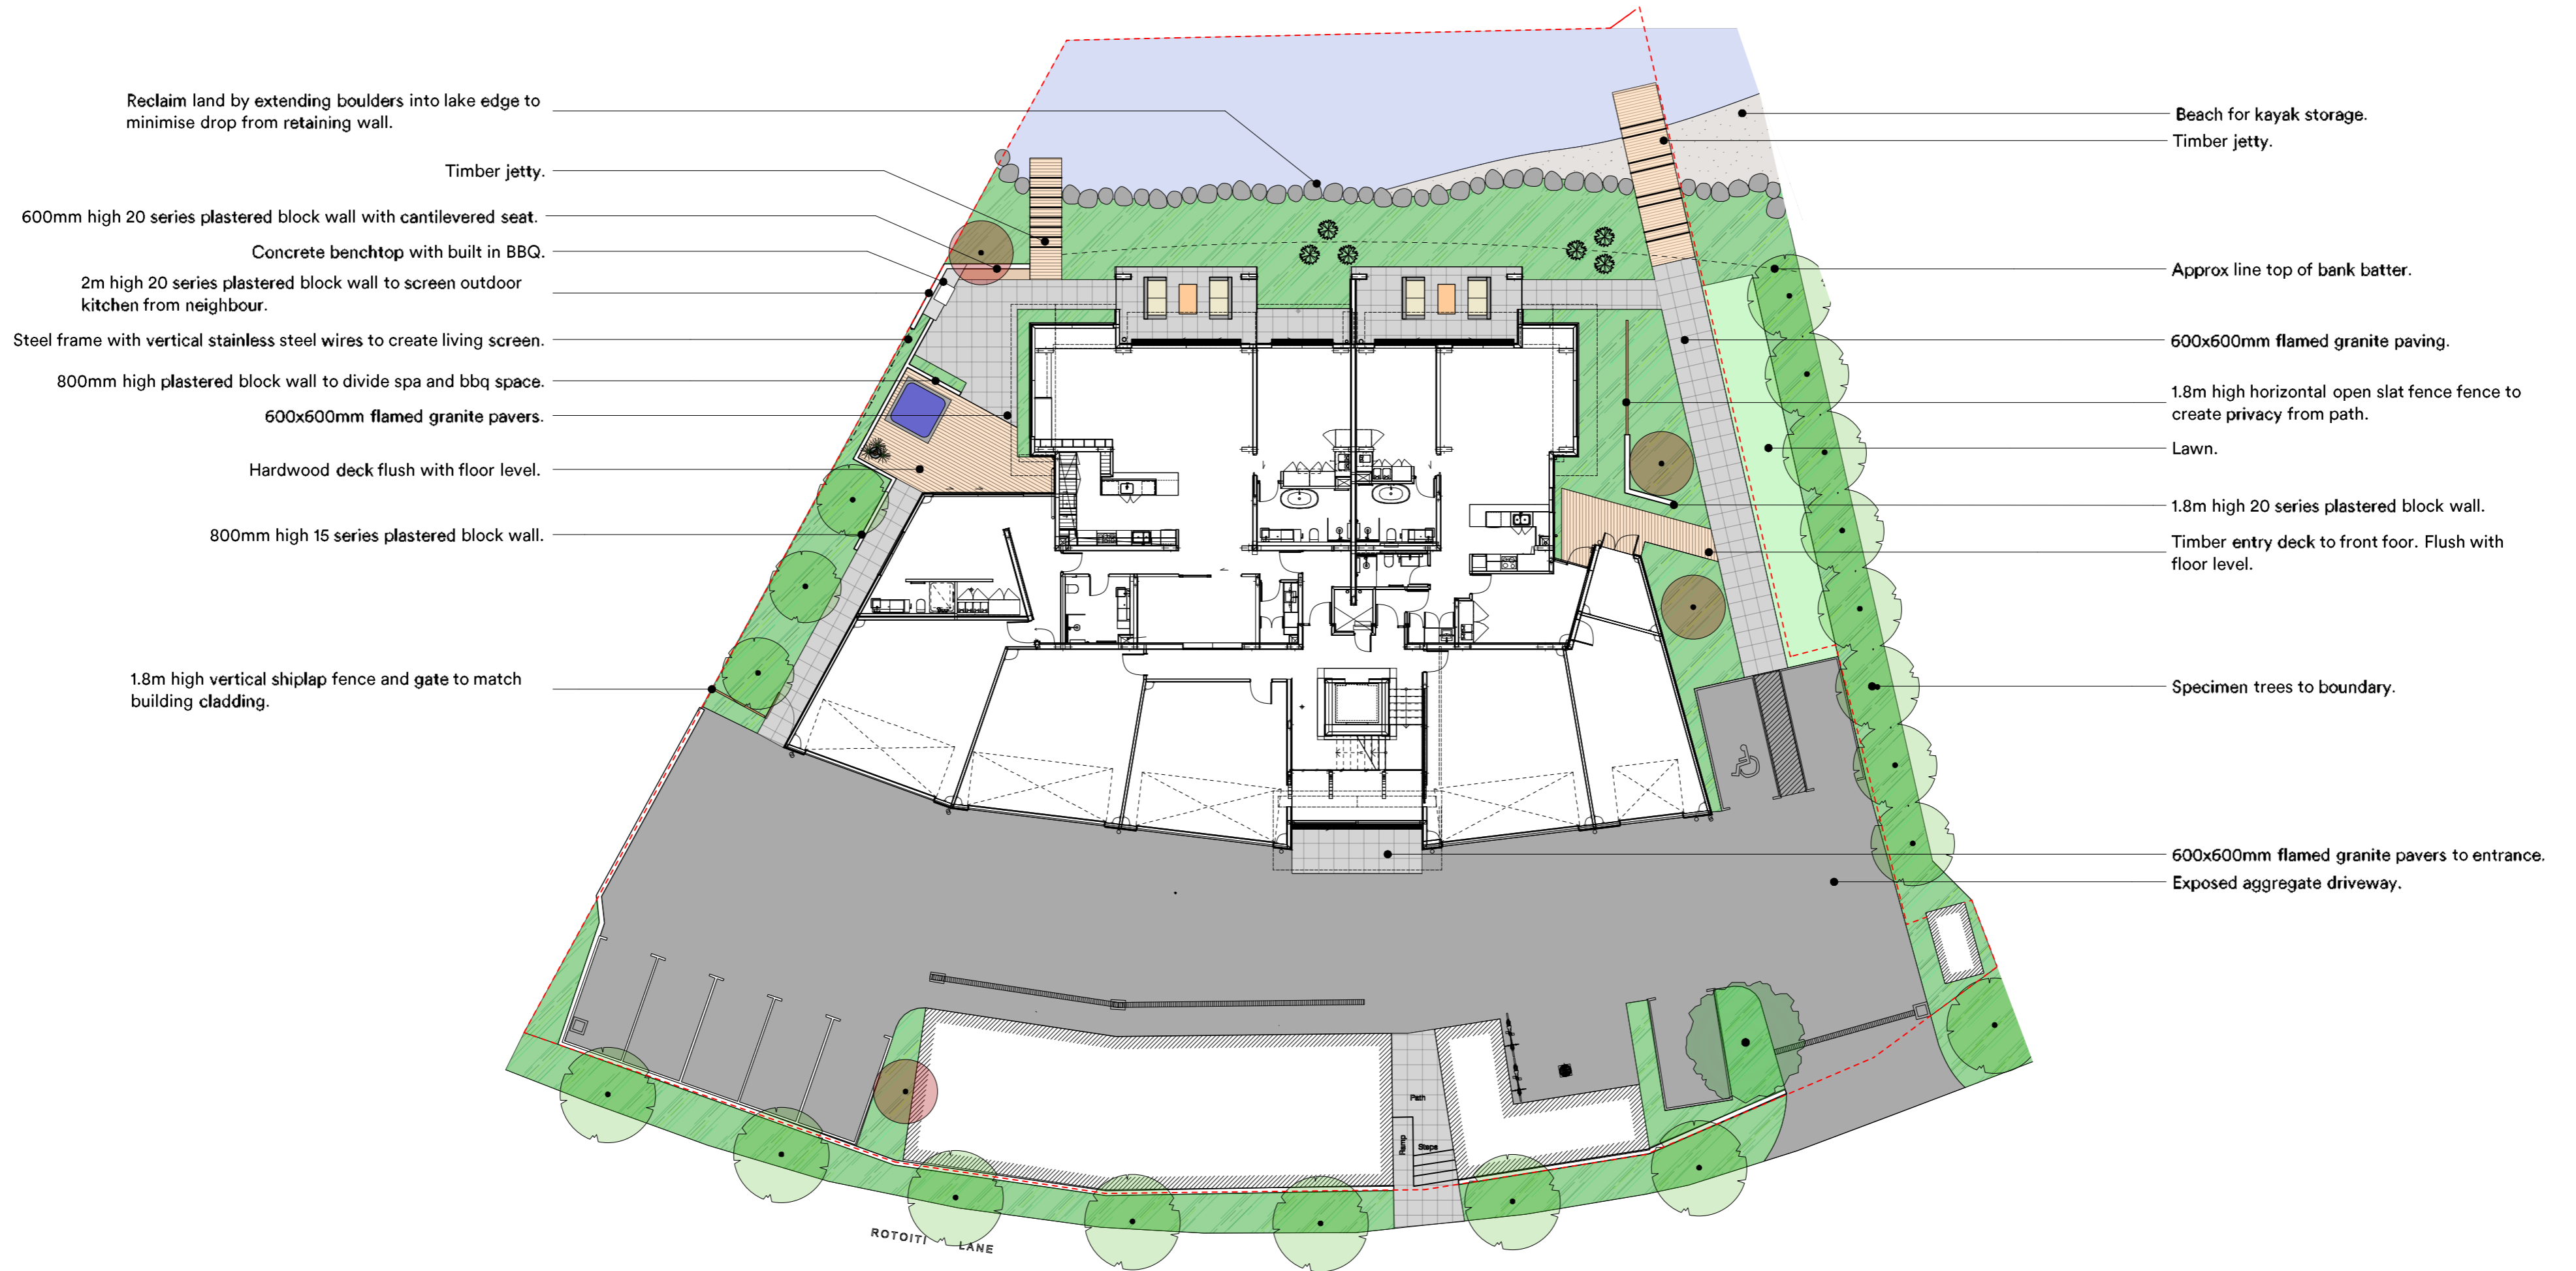 Reclaim land by extending boulders into lake edge to
minimise drop from retaining wall.
Timber jetty.
600mm high 20 series plastered block wall with cantilevered seat.
Concrete benchtop with built in BBQ.
2m high 20 series plastered block wall to screen outdoor
kitchen from neighbour.
Steel frame with vertical stainless steel wires to create living screen.
800mm high plastered block wall to divide spa and bbq space.
600x600mm flamed granite pavers.
Hardwood deck flush with floor level.
800mm high 15 series plastered block wall.
1.8m high vertical shiplap fence and gate to match
building cladding.
Beach for kayak storage.
Timber jetty.
Approx line top of bank batter.
600x600mm flamed granite paving.
1.8m high horizontal open slat fence fence to
create privacy from path.
Lawn.
1.8m high 20 series plastered block wall.
Timber entry deck to front foor. Flush with
floor level.
Specimen trees to boundary.
600x600mm flamed granite pavers to entrance.
Exposed aggregate driveway.
Path
Ramp
Steps
ROTOITI LANE